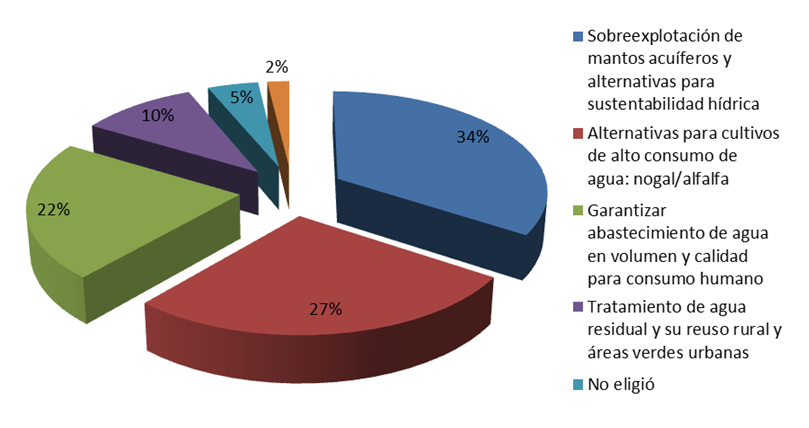 2%
5%
10%
34%
22%
27%
Sobreexplotación de
mantos acuíferos y
alternativas para
sustentabilidad hídrica
Alternativas para cultivos
de alto consumo de
agua: nogal/alfalfa
Garantizar
abastecimiento de agua
en volumen y calidad
para consumo humano
Tratamiento de agua
residual y su reuso rural y
áreas verdes urbanas
No eligió